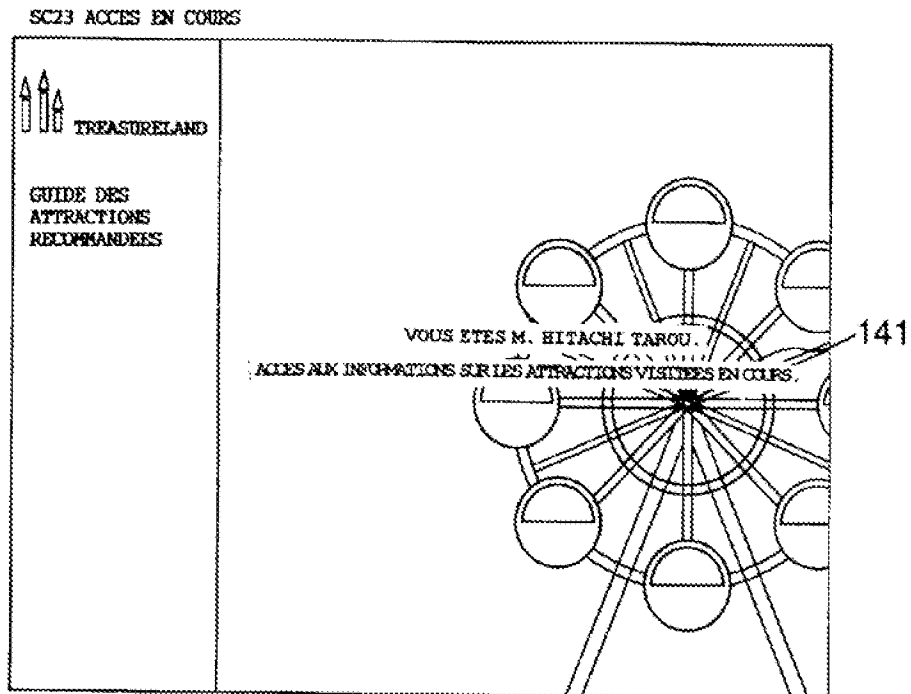 SC23 ACCES EN COURS
TREASURELAND
GUIDE DES
ATTRACTIONS
RECOMMANDEES
VOUS ETES M. HITACHI TAROU.
ACCES AUX INFORMATIONS SUR LES ATTRACTIONS VISITEES EN COURS.
141